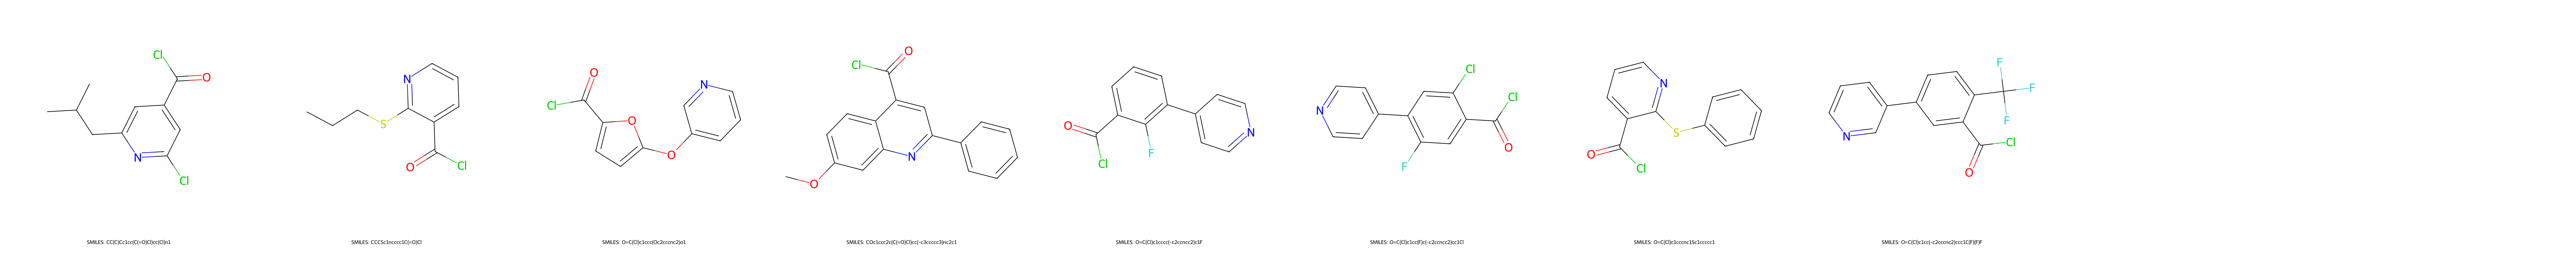 Cl O Cl N
N S O Cl
O Cl O O N
Cl O N O
O Cl F N
N F Cl Cl O
N S O Cl
N F F F Cl O
SMILES: CC(C)Cc1cc(C(=O)Cl)cc(Cl)n1
SMILES: CCCSc1ncccc1C(=O)Cl
SMILES: O=C(Cl)c1ccc(Oc2cccnc2)o1
SMILES: COc1ccc2c(C(=O)Cl)cc(-c3ccccc3)nc2c1
SMILES: O=C(Cl)c1cccc(-c2ccncc2)c1F
SMILES: O=C(Cl)c1cc(F)c(-c2ccncc2)cc1Cl
SMILES: O=C(Cl)c1cccnc1Sc1ccccc1
SMILES: O=C(Cl)c1cc(-c2cccnc2)ccc1C(F)(F)F